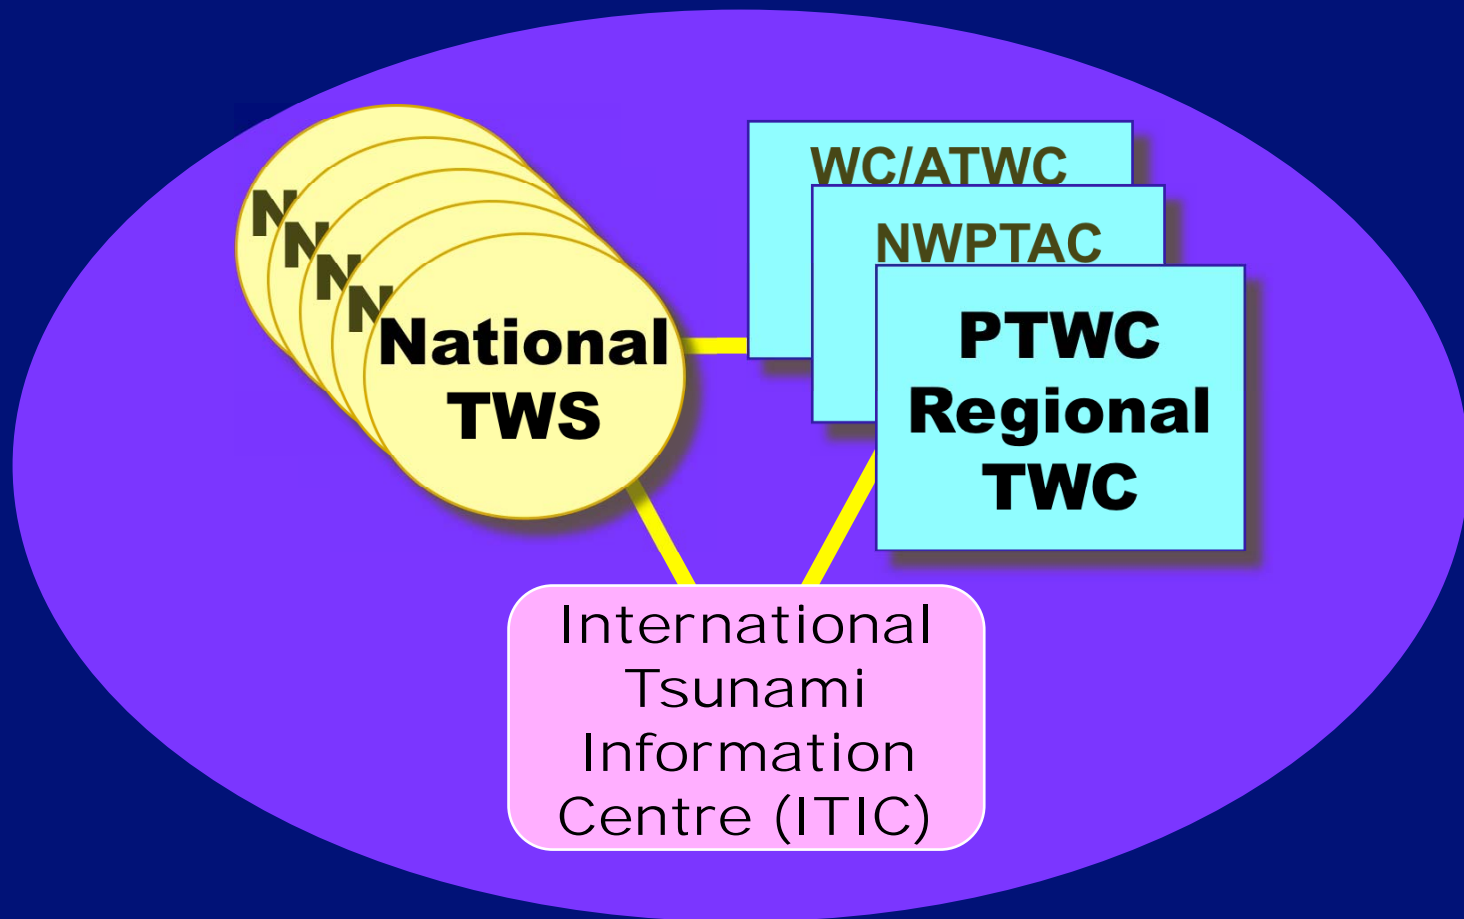 N
N
N
N
National
TWS
WC/ATWC
NWPTAC
PTWC
Regional
TWC
International
Tsunami
Information
Centre (ITIC)